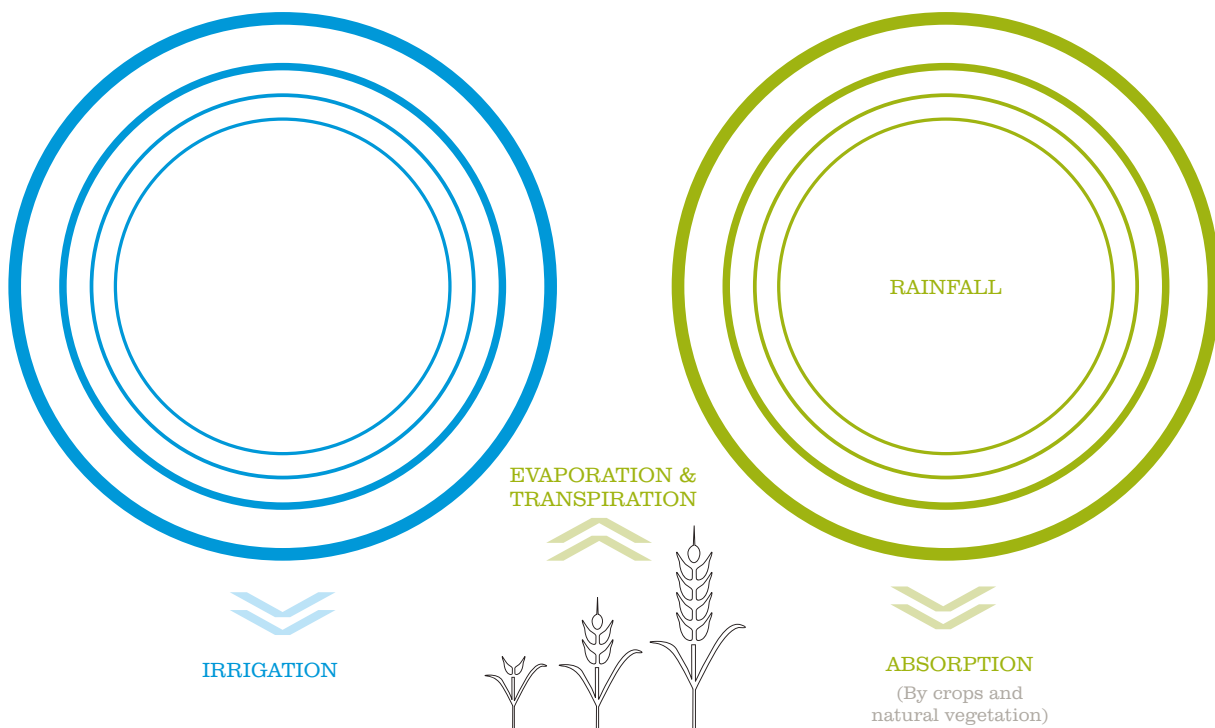 RAINFALL
EVAPORATION &
TRANSPIRATION
IRRIGATION
ABSORPTION
(By crops and
natural vegetation)